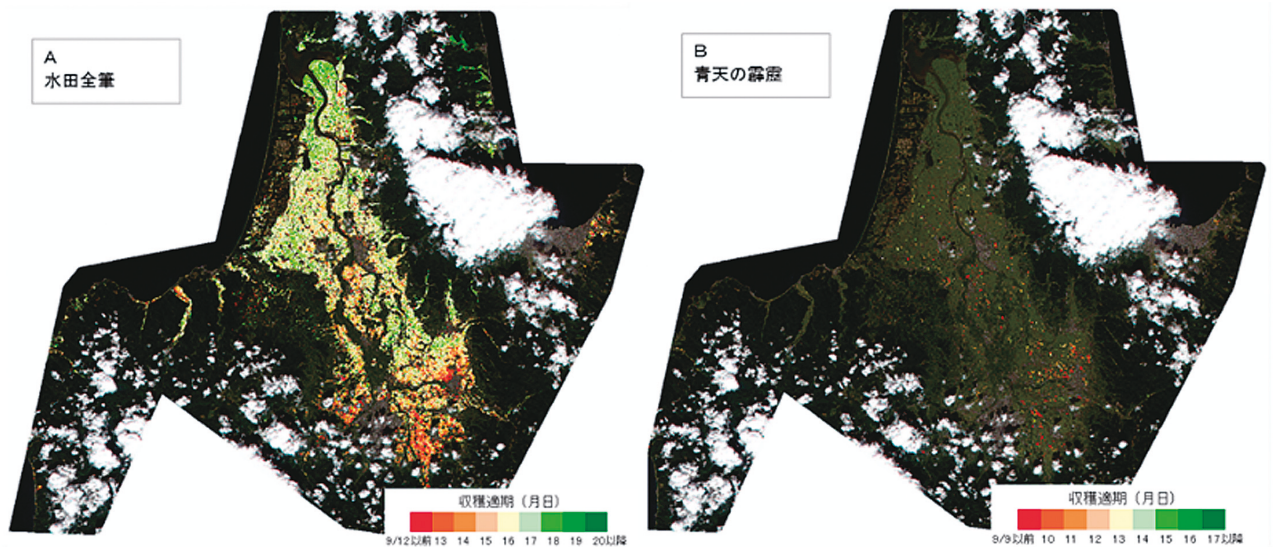 A
水田全筆
B
青天の霹靂
収穫適期（月日）
9/12以前 13 14 15 16 17 18 19 20以降
収穫適期（月日）
9/9以前 10 11 12 13 14 15 16 17以降